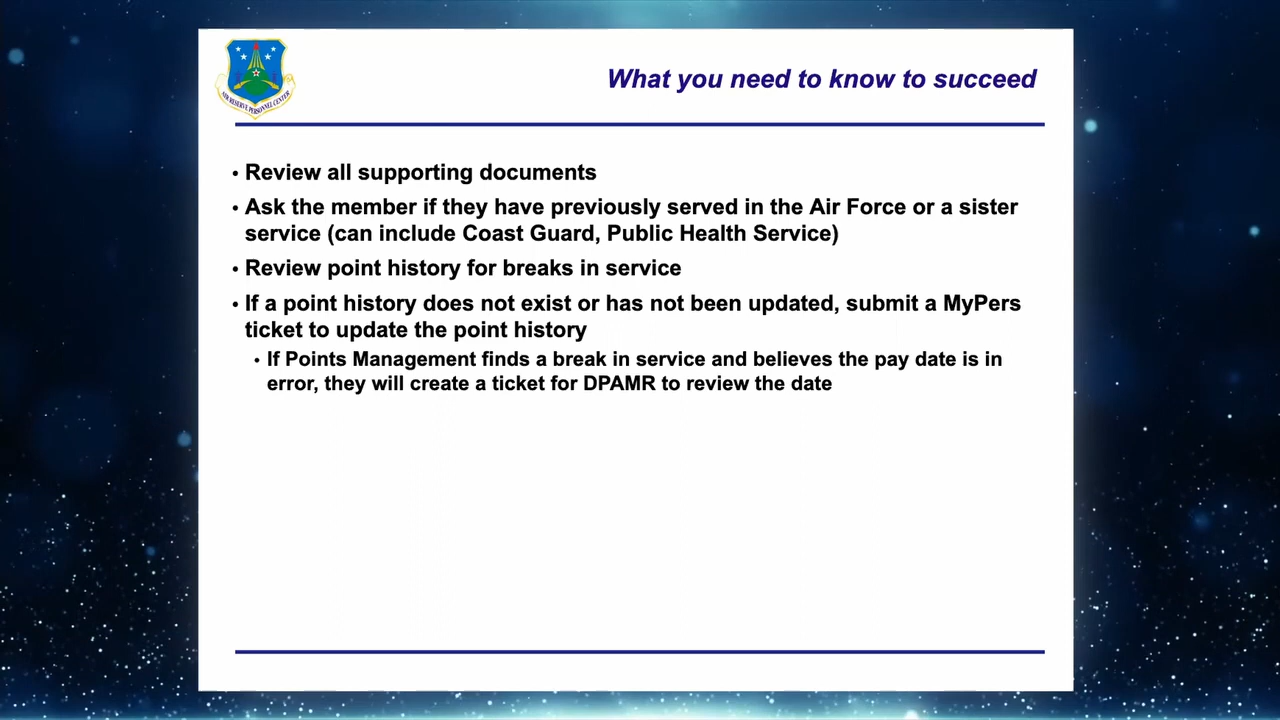 What you need to know to succeed
AIR RESERVE PERSONNEL CENTER
• Review all supporting documents
• Ask the member if they have previously served in the Air Force or a sister
service (can include Coast Guard, Public Health Service)
• Review point history for breaks in service
• If a point history does not exist or has not been updated, submit a MyPers
ticket to update the point history
• If Points Management finds a break in service and believes the pay date is in
error, they will create a ticket for DPAMR to review the date